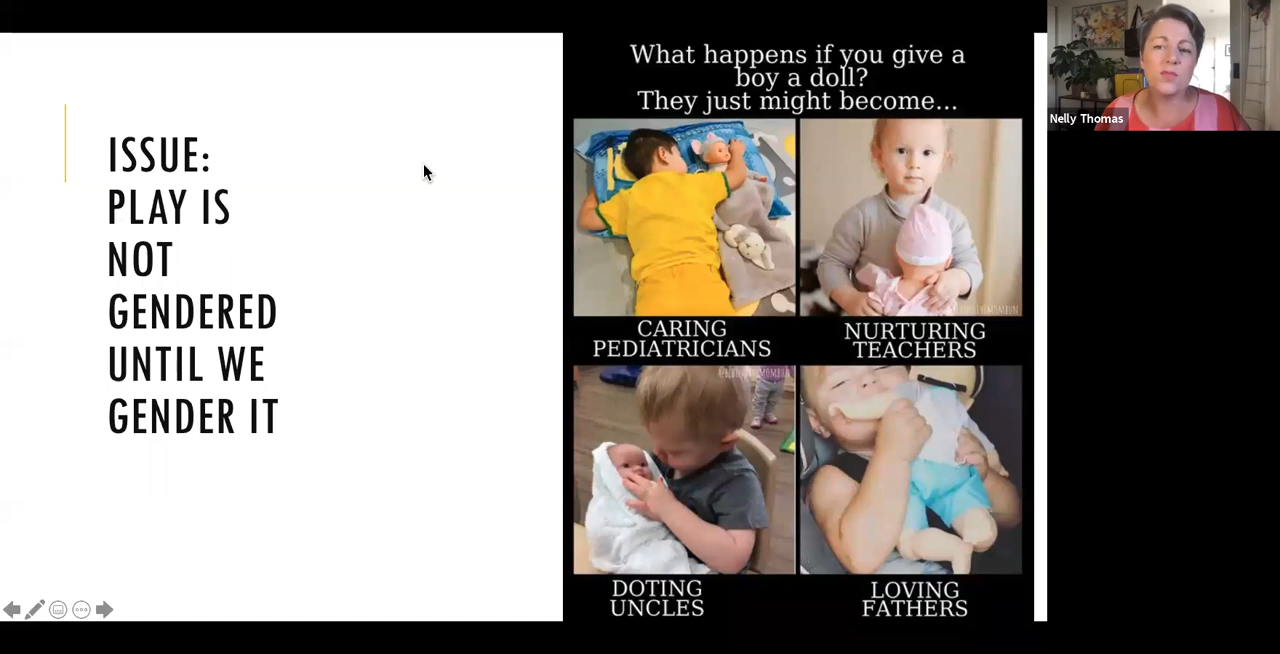 ISSUE:
PLAY IS
NOT
GENDERED
UNTIL WE
GENDER IT
What happens if you give a
boy a doll?
They just might become...
CARING
PEDIATRICIANS
NURTURING
TEACHERS
DOTING
UNCLES
LOVING
FATHERS
Nelly Thomas